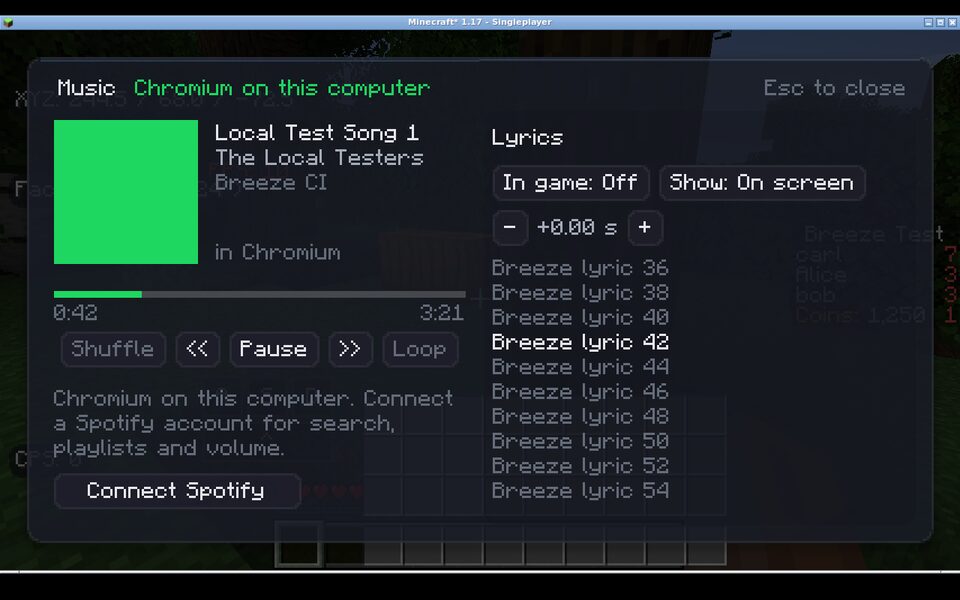 Minecraft* 1.17 - Singleplayer
Music Chromium on this computer
Esc to close
Local Test Song 1
The Local Testers
Breeze CI
in Chromium
0:42
3:21
Shuffle
<<
Pause
>>
Loop
Chromium on this computer. Connect
a Spotify account for search,
playlists and volume.
Connect Spotify
Lyrics
In game: Off
Show: On screen
- +0.00 s +
Breeze lyric 36
Breeze lyric 38
Breeze lyric 40
Breeze lyric 42
Breeze lyric 44
Breeze lyric 46
Breeze lyric 48
Breeze lyric 50
Breeze lyric 52
Breeze lyric 54
Breeze Test
carl 7
Alice 3
bob 3
Coins: 1,250 1